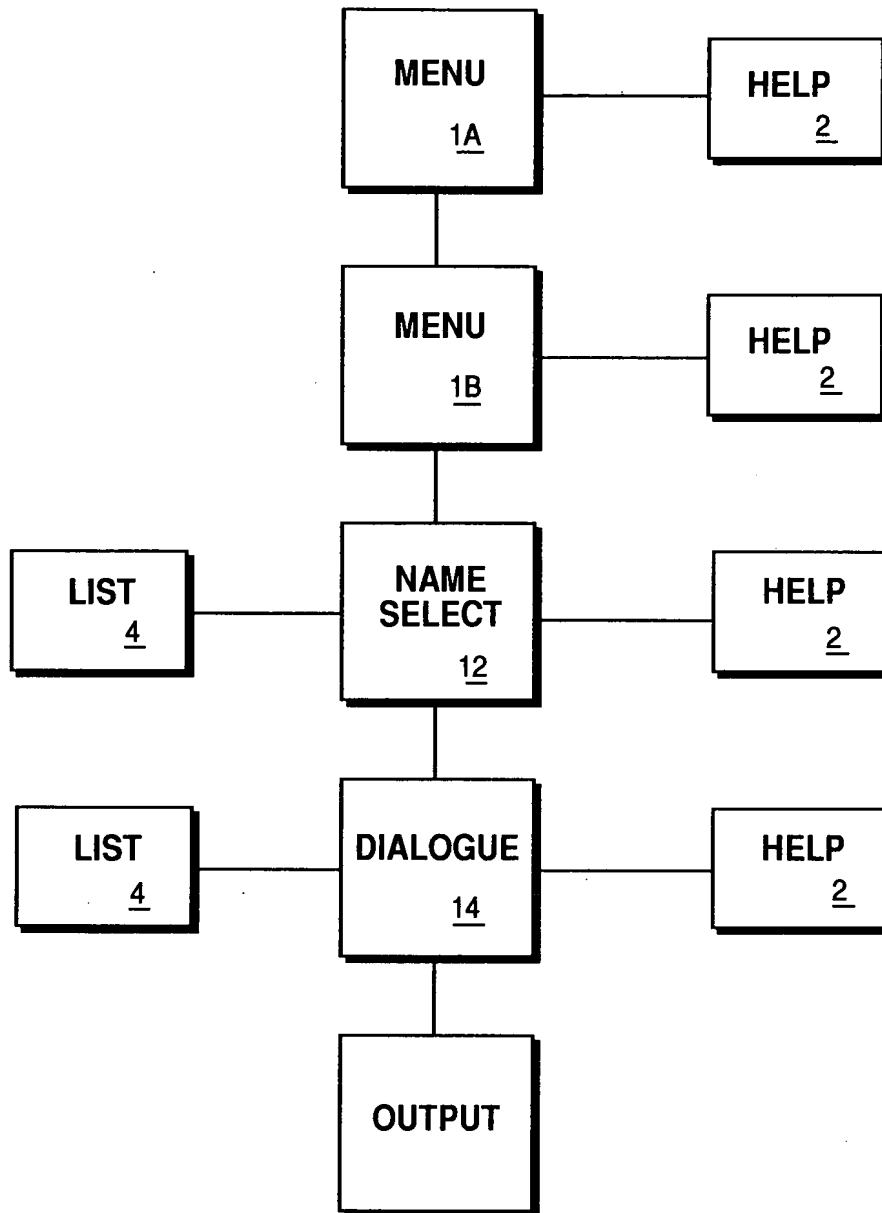 MENU
1A
HELP
2
MENU
1B
HELP
2
LIST
4
NAME
SELECT
12
HELP
2
LIST
4
DIALOGUE
14
HELP
2
OUTPUT